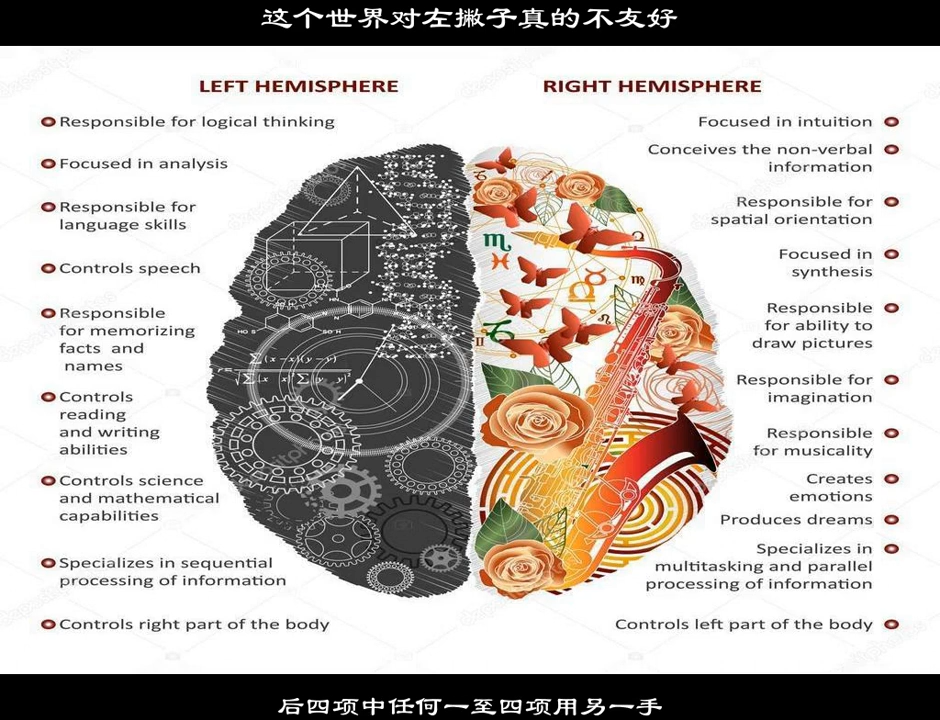 这个世界对左撇子真的不友好
LEFT HEMISPHERE
Responsible for logical thinking
Focused in analysis
Responsible for
language skills
Controls speech
Responsible
for memorizing
facts and
names
Controls
reading
and writing
abilities
Controls science
and mathematical
capabilities
Specializes in sequential
processing of information
Controls right part of the body
RIGHT HEMISPHERE
Focused in intuition
Conceives the non-verbal
information
Responsible for
spatial orientation
Focused in
synthesis
Responsible
for ability to
draw pictures
Responsible for
imagination
Responsible
for musicality
Creates
emotions
Produces dreams
Specializes in
multitasking and parallel
processing of information
Controls left part of the body
后四项中任何一至四项用另一手